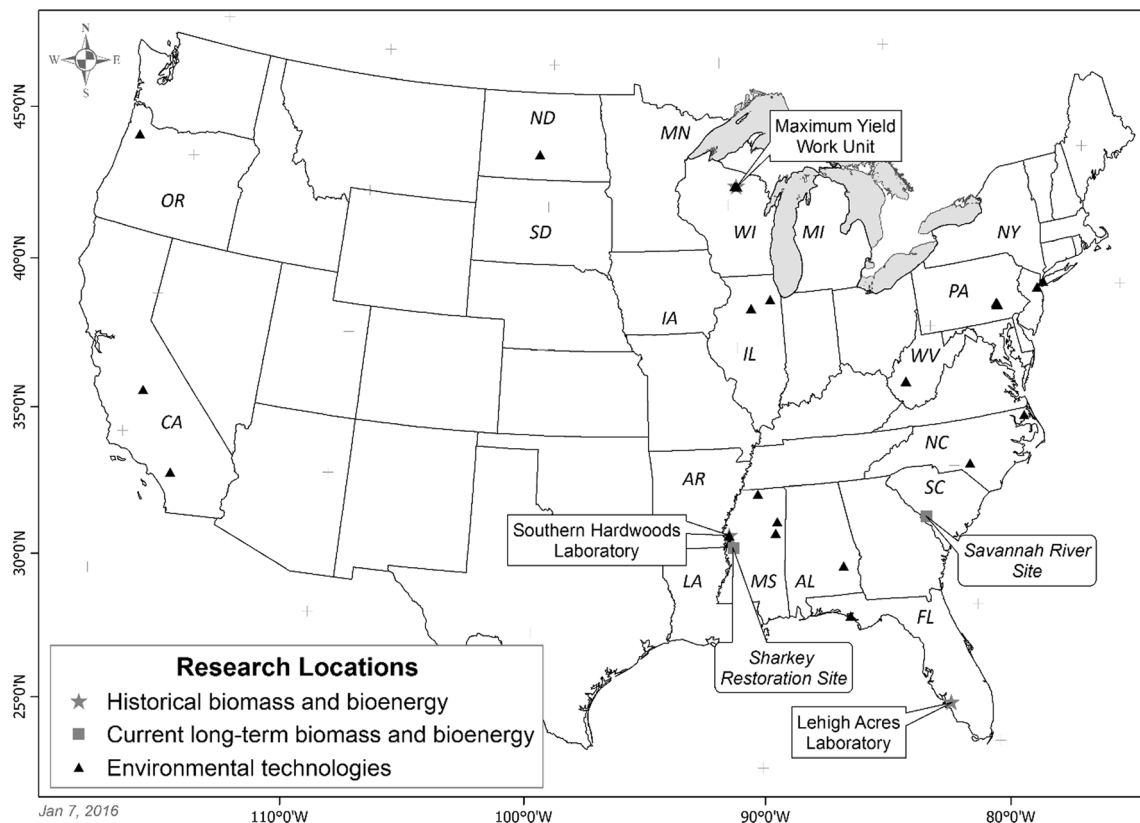 N
W E
S
45°0'N
40°0'N
35°0'N
30°0'N
25°0'N
ND
MN
Maximum Yield
Work Unit
OR
SD
WI
MI
NY
IA
PA
IL
WV
CA
NC
AR
SC
Southern Hardwoods
Laboratory
Savannah River
Site
LA
MS
AL
FL
Sharkey
Restoration Site
Lehigh Acres
Laboratory
Research Locations
Historical biomass and bioenergy
Current long-term biomass and bioenergy
Environmental technologies
Jan 7, 2016
110°0'W
100°0'W
90°0'W
80°0'W